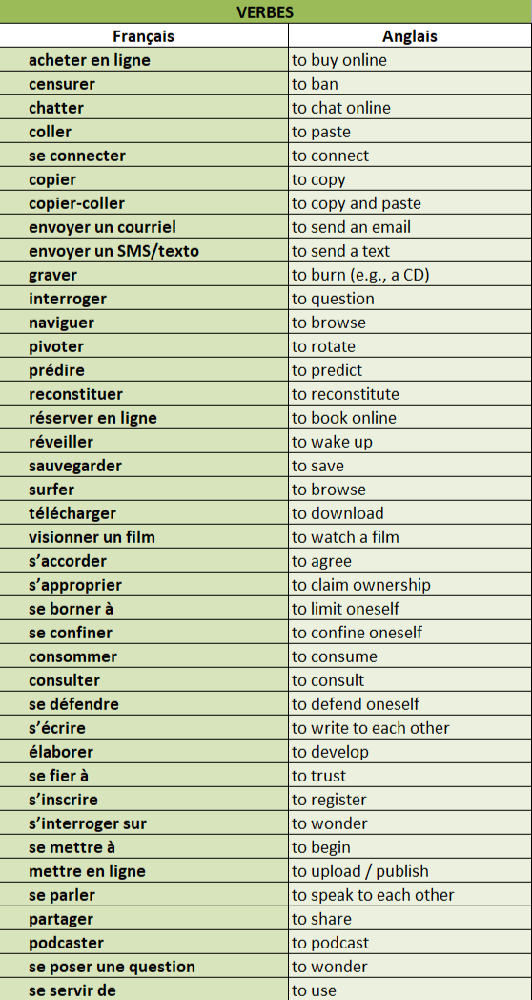 VERBES
Français Anglais
acheter en ligne to buy online
censurer to ban
chatter to chat online
coller to paste
se connecter to connect
copier to copy
copier-coller to copy and paste
envoyer un courriel to send an email
envoyer un SMS/texto to send a text
graver to burn (e.g., a CD)
interroger to question
naviguer to browse
pivoter to rotate
prédire to predict
reconstituer to reconstitute
réserver en ligne to book online
réveiller to wake up
sauvegarder to save
surfer to browse
télécharger to download
visionner un film to watch a film
s’accorder to agree
s’approprier to claim ownership
se borner à to limit oneself
se confiner to confine oneself
consommer to consume
consulter to consult
se défendre to defend oneself
s’écrire to write to each other
élaborer to develop
se fier à to trust
s’inscrire to register
s’interroger sur to wonder
se mettre à to begin
mettre en ligne to upload / publish
se parler to speak to each other
partager to share
podcaster to podcast
se poser une question to wonder
se servir de to use